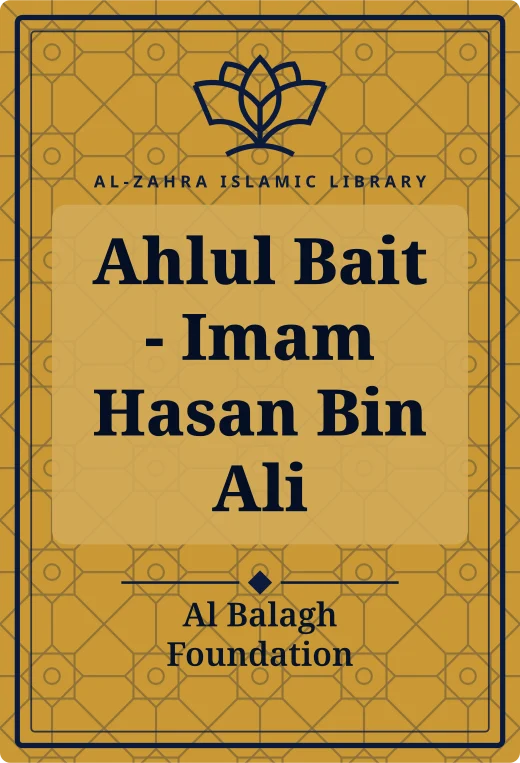 AL-ZAHRA ISLAMIC LIBRARY
Ahlul Bait
- Imam
Hasan Bin
Ali
Al Balagh
Foundation